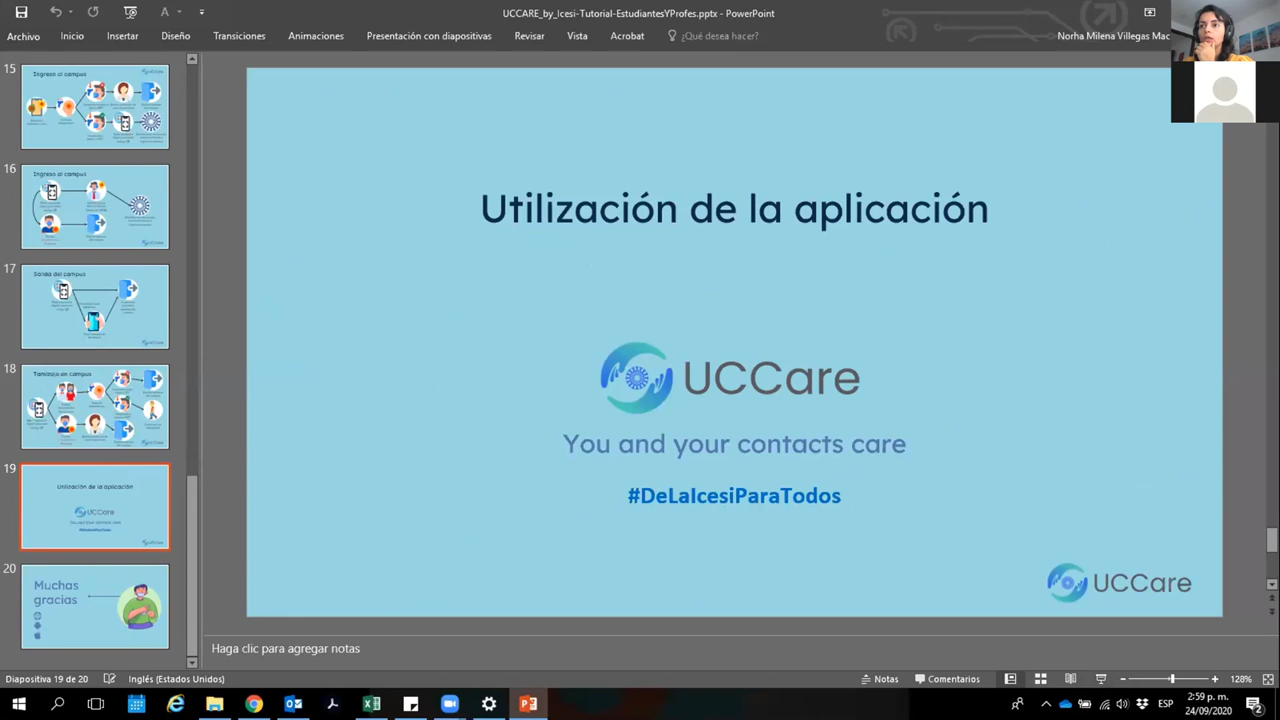 UCCARE_by_Icesi-Tutorial-EstudiantesYProfes.pptx - PowerPoint
Archivo Inicio Insertar Diseño Transiciones Animaciones Presentación con diapositivas Revisar Vista Acrobat ¿Qué desea hacer? Norha Milena Villegas Mac
15
Ingreso al campus
16
Ingreso al campus
17
Salida del campus
18
Tamizaje en campus
19
Utilización de la aplicación
UCCare
20
Muchas
gracias
Utilización de la aplicación
UCCare
You and your contacts care
#DeLaIcesiParaTodos
UCCare
Haga clic para agregar notas
Diapositiva 19 de 20 Inglés (Estados Unidos) Notas Comentarios 128%
ESP
2:59 p. m.
24/09/2020
2